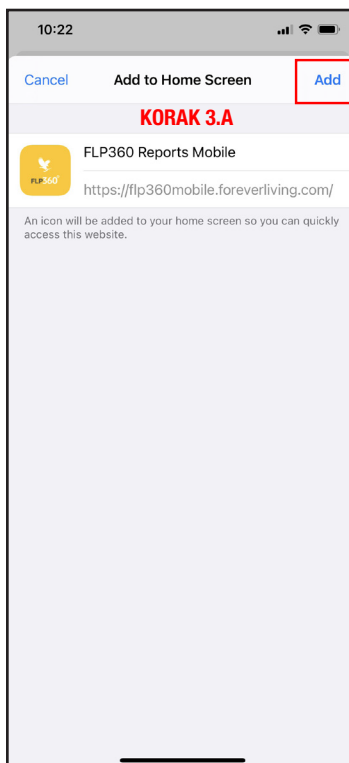 10:22
Cancel Add to Home Screen Add
KORAK 3.A
FLP360 Reports Mobile
FLP360
https://flp360mobile.foreverliving.com/
An icon will be added to your home screen so you can quickly
access this website.